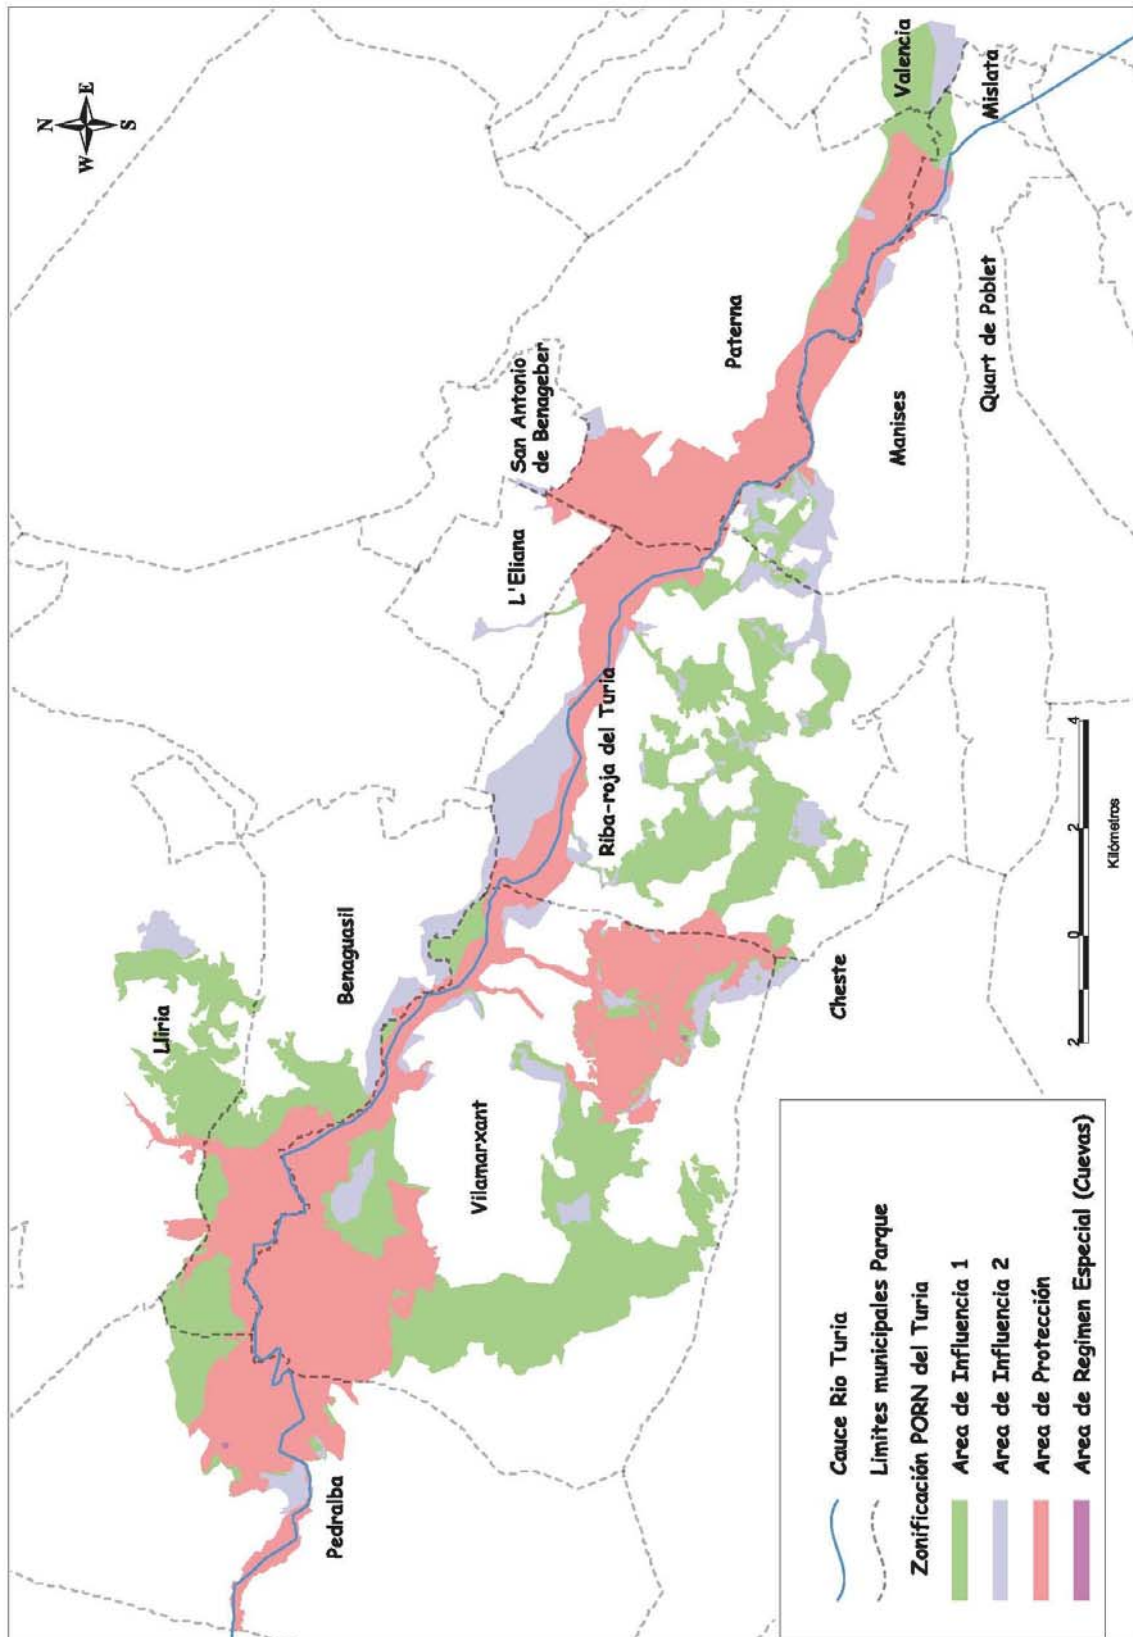 N
W E
S
Lliria
Benaguasil
Pedralba
Vilamarxant
L'Eliana
San Antonio
de Benageber
Riba-roja del Turia
Paterna
Cheste
Manises
Quart de Poblet
Valencia
Mislata
Cauce Rio Turia
Limites municipales Parque
Zonificación PORN del Turia
Area de Influencia 1
Area de Influencia 2
Area de Protección
Area de Regimen Especial (Cuevas)
2 0 2 4
Kilómetros